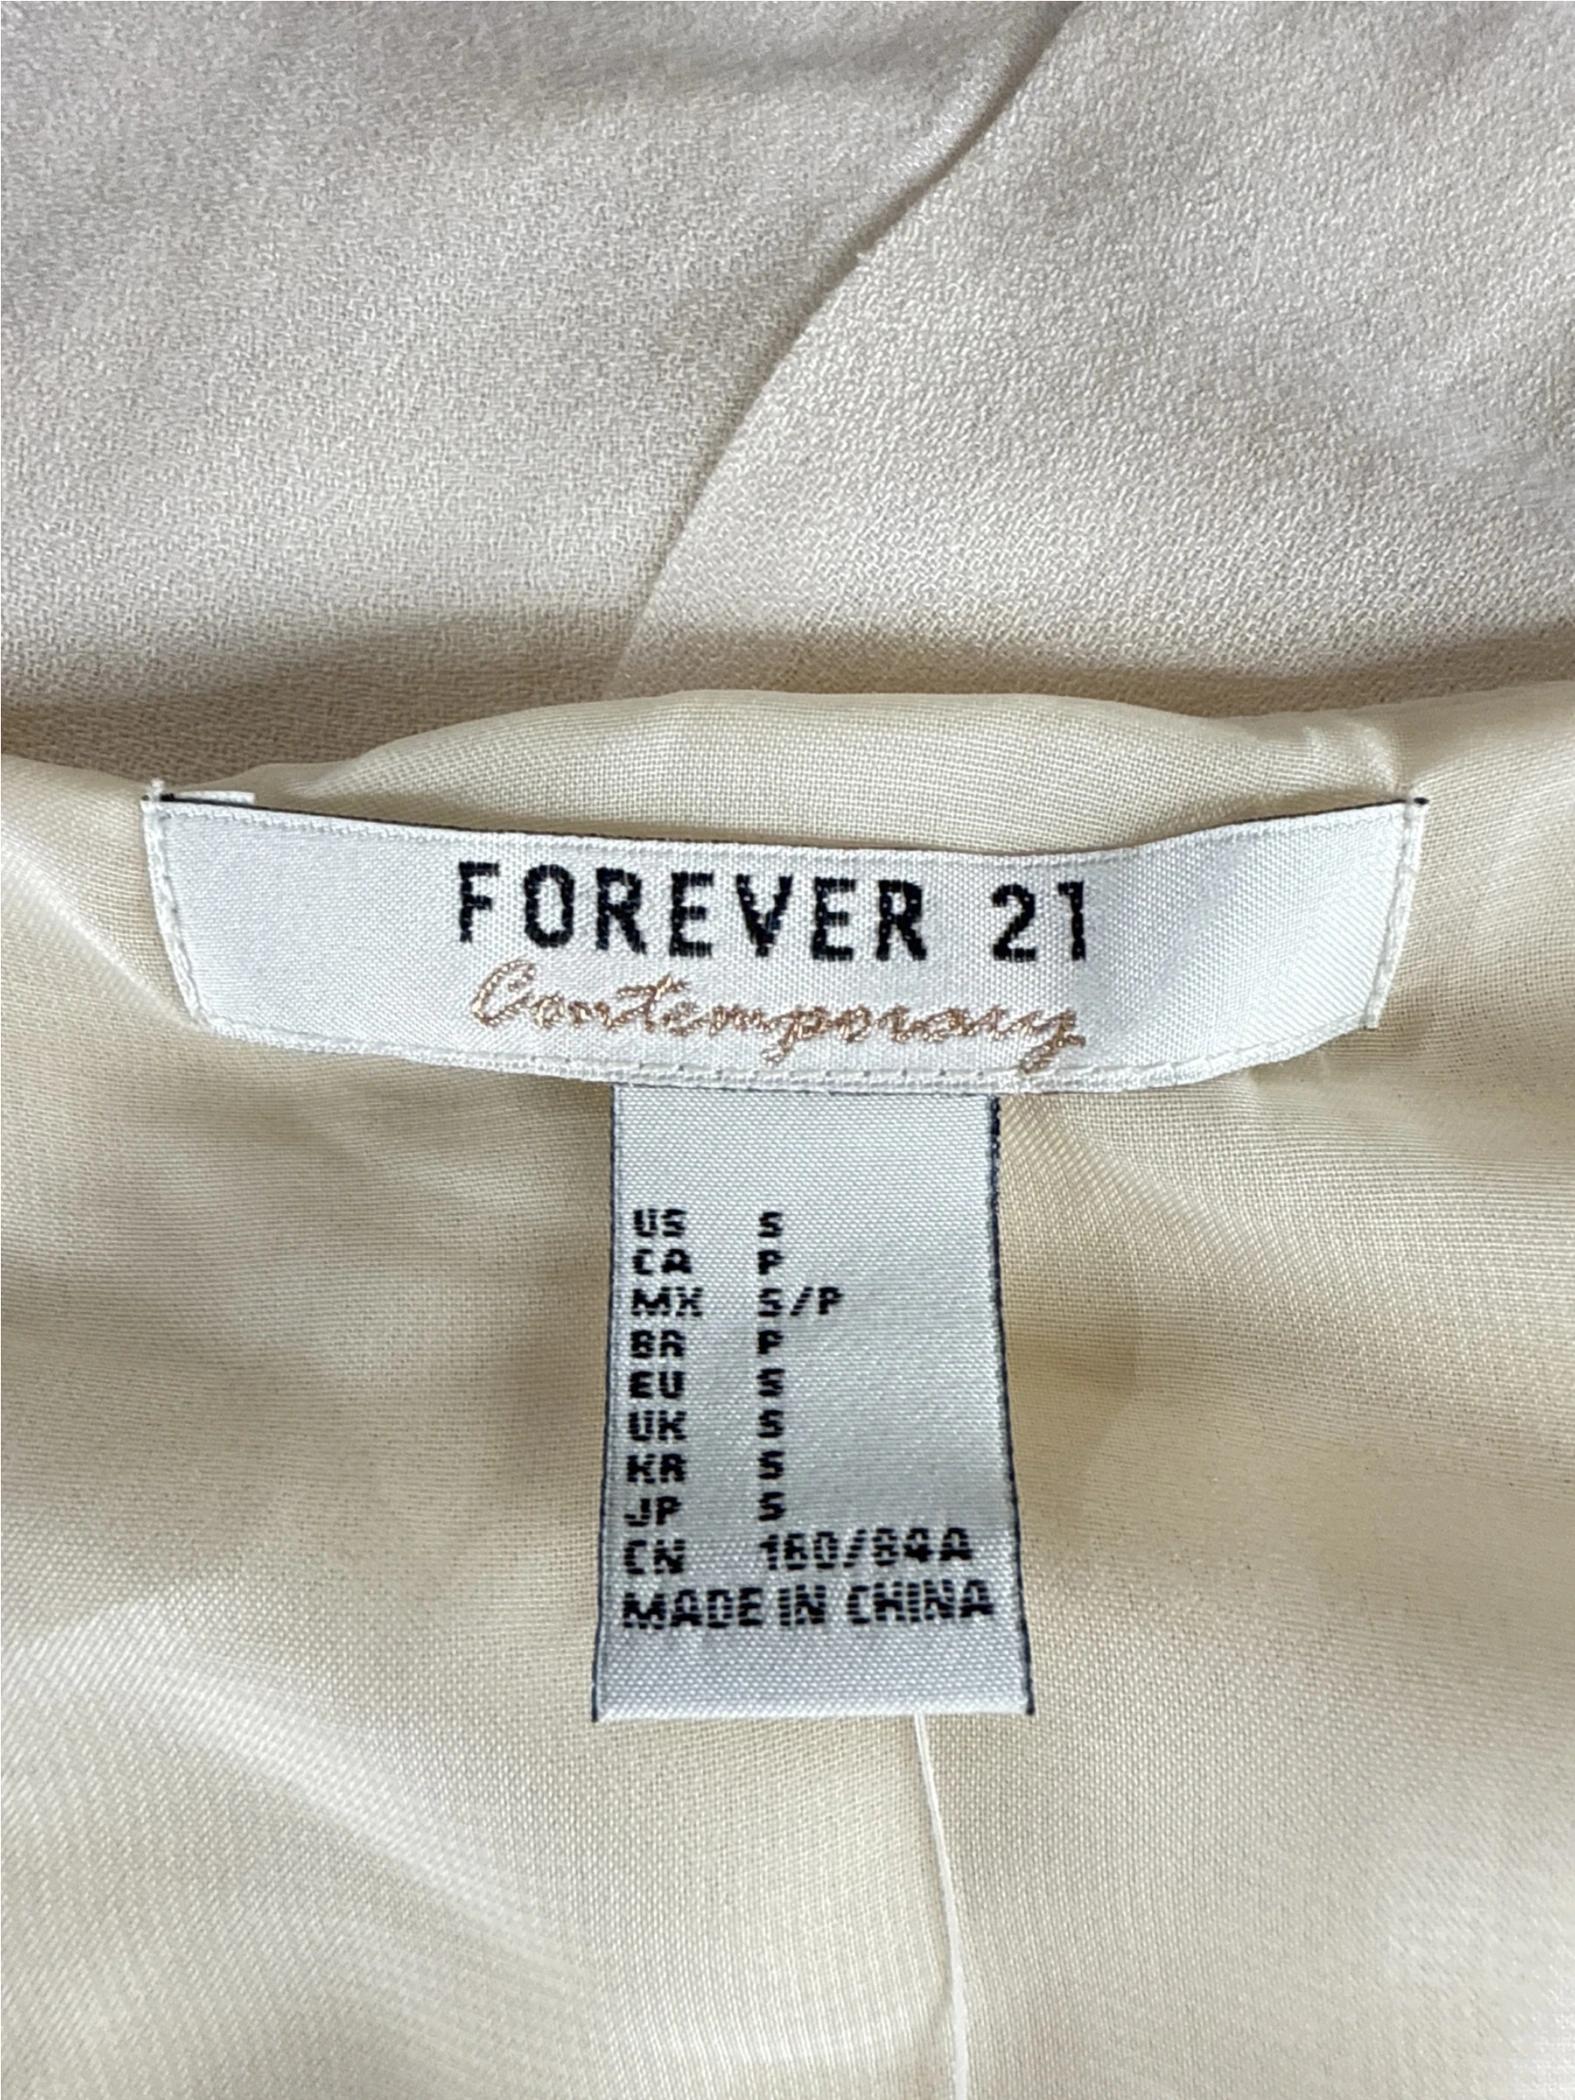 FOREVER 21
Contemporary
US S
CA P
MX S/P
BR P
EU S
UK S
KR S
JP S
CN 160/84A
MADE IN CHINA